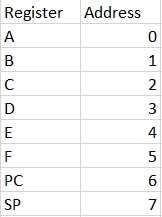 Register Address
A 0
B 1
C 2
D 3
E 4
F 5
PC 6
SP 7